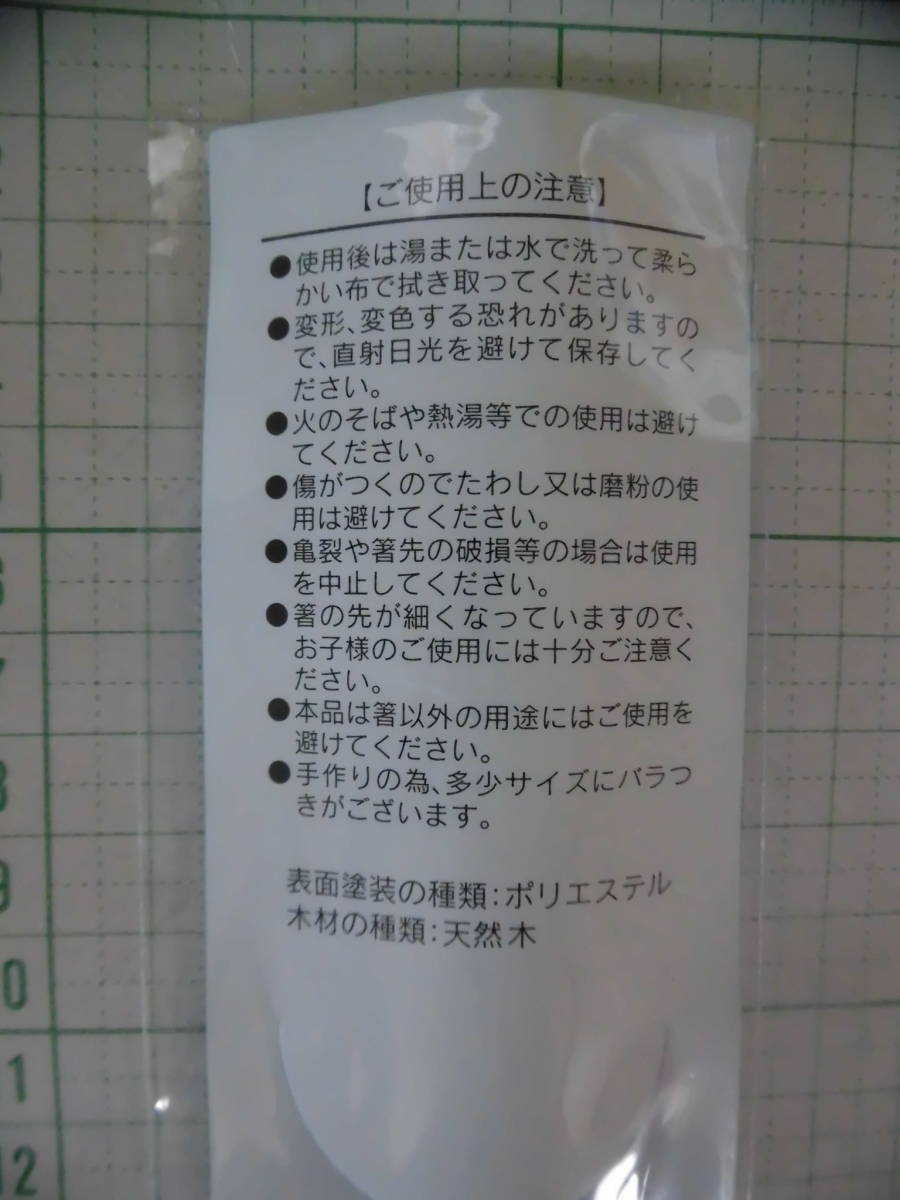 【ご使用上の注意】
●使用後は湯または水で洗って柔ら
かい布で拭き取ってください。
●変形、変色する恐れがありますの
で、直射日光を避けて保存してく
ださい。
●火のそばや熱湯等での使用は避け
てください。
●傷がつくのでたわし又は磨粉の使
用は避けてください。
●亀裂や箸先の破損等の場合は使用
を中止してください。
●箸の先が細くなっていますので、
お子様のご使用には十分ご注意く
ださい。
●本品は箸以外の用途にはご使用を
避けてください。
●手作りの為、多少サイズにバラつ
きがございます。
表面塗装の種類:ポリエステル
木材の種類:天然木
9
10
1
12